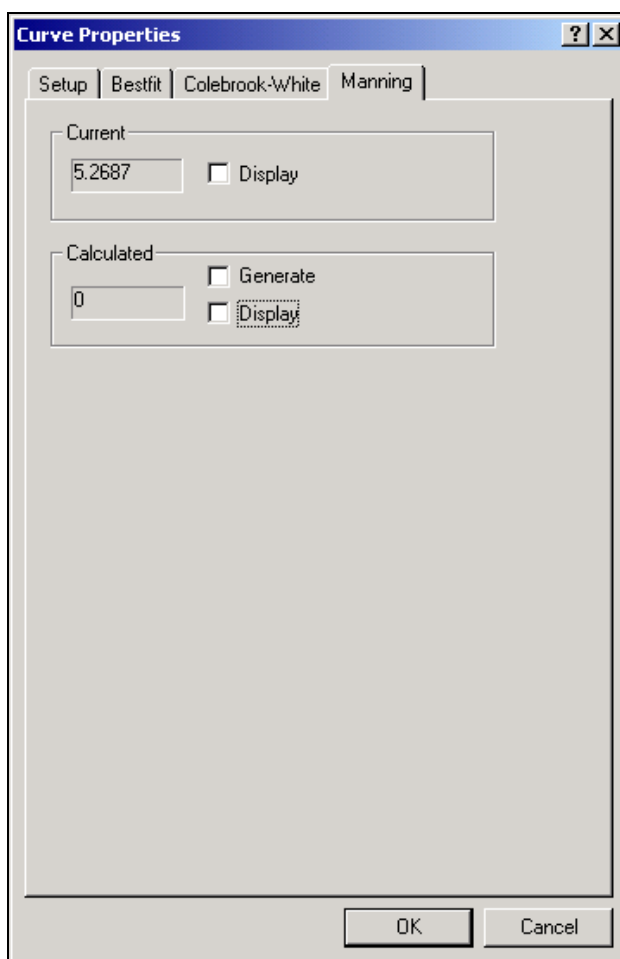 Curve Properties
Setup Bestfit Colebrook-White Manning
Current
5.2687 Display
Calculated
Generate
0
Display
OK Cancel